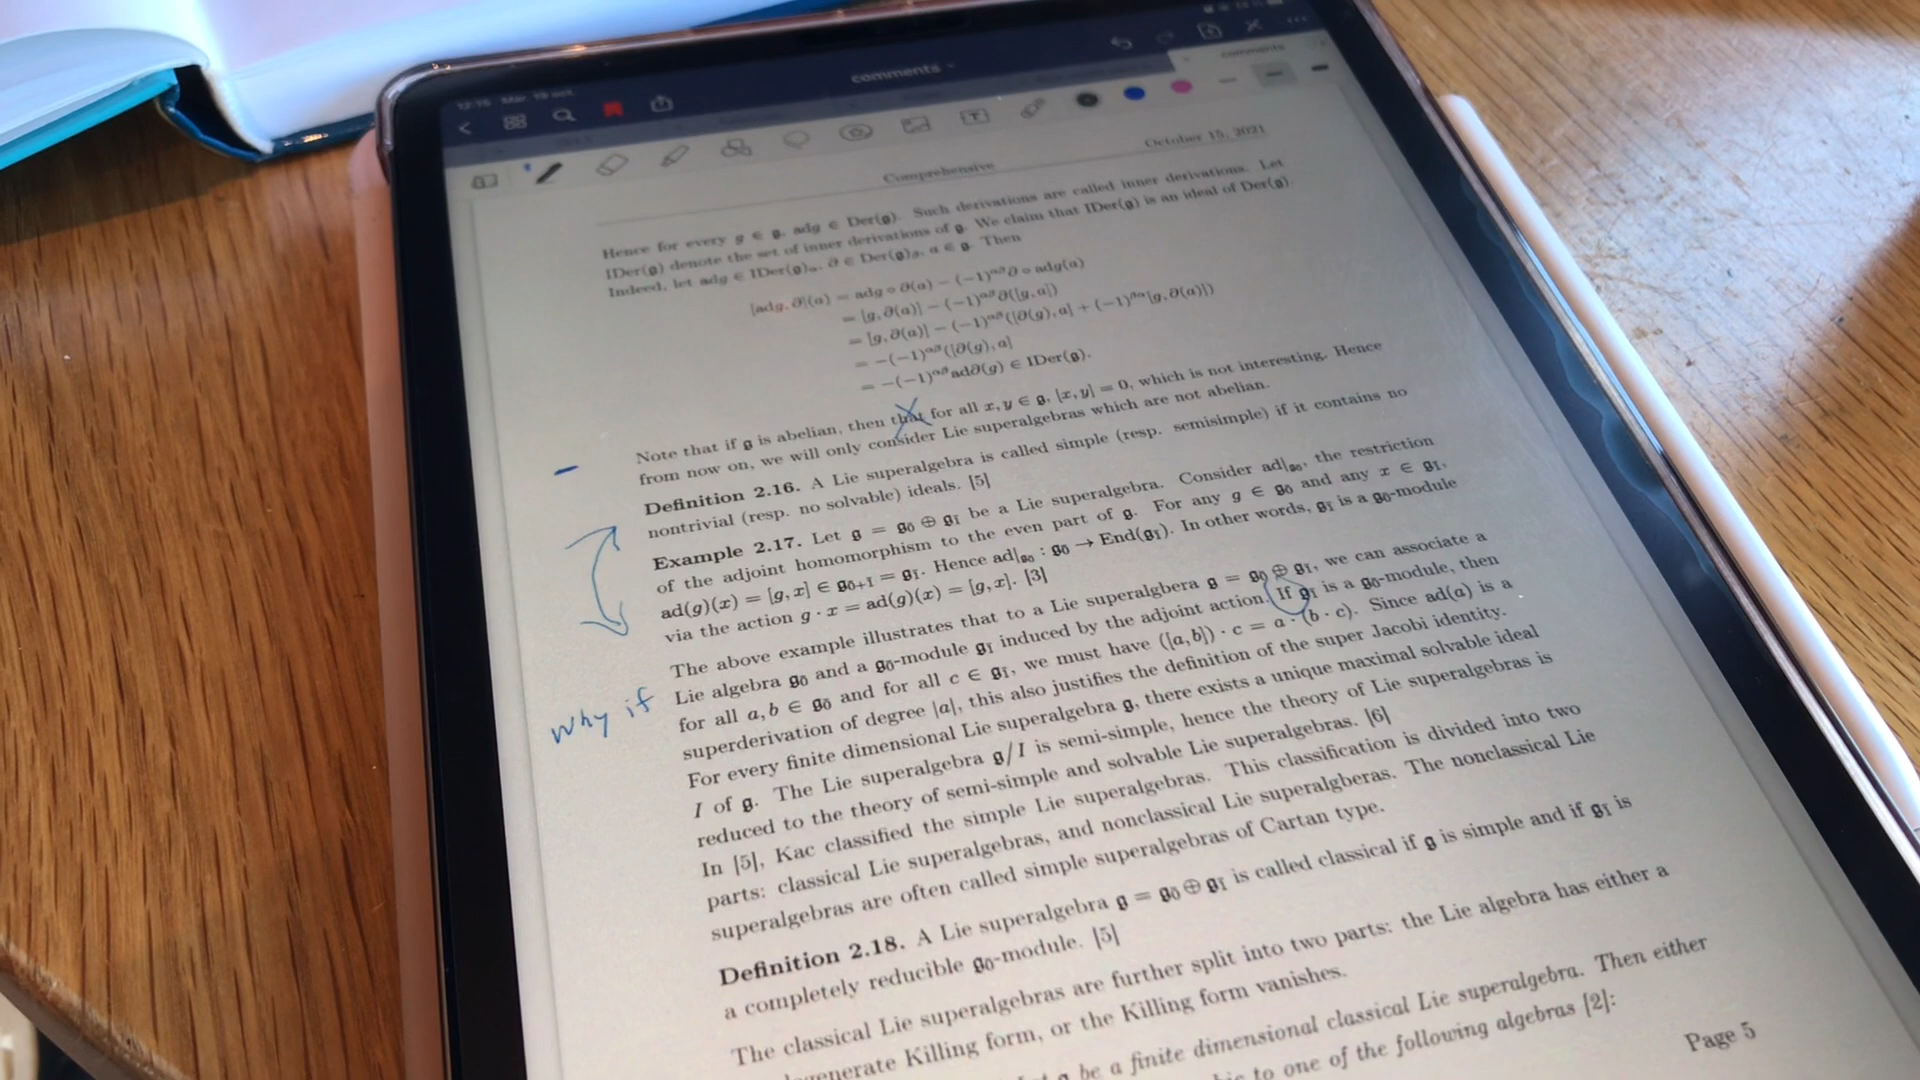 comments
comments
October 15, 2021
Comprehensive
Hence for every g ∈ 𝔤, adg ∈ Der(𝔤). Such derivations are called inner derivations. Let
IDer(𝔤) denote the set of inner derivations of 𝔤. We claim that IDer(𝔤) is an ideal of Der(𝔤).
Indeed, let adg ∈ IDer(𝔤)α, ∂ ∈ Der(𝔤)β, a ∈ 𝔤. Then
[adg, ∂](a) = adg ∘ ∂(a) − (−1)^αβ ∂ ∘ adg(a)
= [g, ∂(a)] − (−1)^αβ ∂([g, a])
= [g, ∂(a)] − (−1)^αβ ([∂(g), a] + (−1)^βα [g, ∂(a)])
= −(−1)^αβ ([∂(g), a]
= −(−1)^αβ ad∂(g) ∈ IDer(𝔤).
Note that if 𝔤 is abelian, then that for all x, y ∈ 𝔤, [x, y] = 0, which is not interesting. Hence
from now on, we will only consider Lie superalgebras which are not abelian.
Definition 2.16. A Lie superalgebra is called simple (resp. semisimple) if it contains no
nontrivial (resp. no solvable) ideals. [5]
Example 2.17. Let 𝔤 = 𝔤0̄ ⊕ 𝔤1̄ be a Lie superalgebra. Consider ad|𝔤0̄, the restriction
of the adjoint homomorphism to the even part of 𝔤. For any g ∈ 𝔤0̄ and any x ∈ 𝔤1̄,
ad(g)(x) = [g, x] ∈ 𝔤0̄+1̄ = 𝔤1̄. Hence ad|𝔤0̄ : 𝔤0̄ → End(𝔤1̄). In other words, 𝔤1̄ is a 𝔤0̄-module
via the action g · x = ad(g)(x) = [g, x]. [3]
The above example illustrates that to a Lie superalgbera 𝔤 = 𝔤0̄ ⊕ 𝔤1̄, we can associate a
Lie algebra 𝔤0̄ and a 𝔤0̄-module 𝔤1̄ induced by the adjoint action. If 𝔤1̄ is a 𝔤0̄-module, then
why if
for all a, b ∈ 𝔤0̄ and for all c ∈ 𝔤1̄, we must have ([a, b]) · c = a · (b · c). Since ad(a) is a
superderivation of degree |a|, this also justifies the definition of the super Jacobi identity.
For every finite dimensional Lie superalgebra 𝔤, there exists a unique maximal solvable ideal
I of 𝔤. The Lie superalgebra 𝔤/I is semi-simple, hence the theory of Lie superalgebras is
reduced to the theory of semi-simple and solvable Lie superalgebras. [6]
In [5], Kac classified the simple Lie superalgebras. This classification is divided into two
parts: classical Lie superalgebras, and nonclassical Lie superalgberas. The nonclassical Lie
superalgebras are often called simple superalgebras of Cartan type.
Definition 2.18. A Lie superalgebra 𝔤 = 𝔤0̄ ⊕ 𝔤1̄ is called classical if 𝔤 is simple and if 𝔤1̄ is
a completely reducible 𝔤0̄-module. [5]
The classical Lie superalgebras are further split into two parts: the Lie algebra has either a
Killing form, or the Killing form vanishes.
𝔤 be a finite dimensional classical Lie superalgebra. Then either
to one of the following algebras [2]:
Page 5